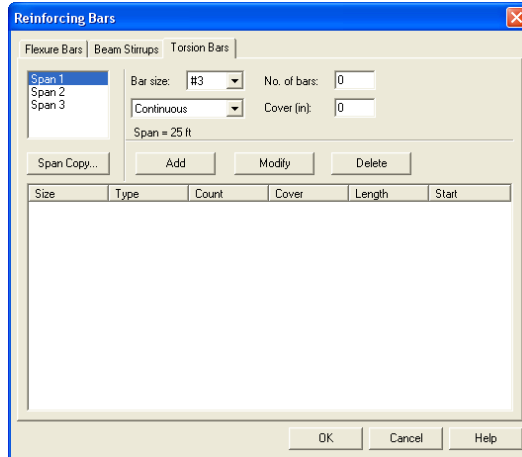 Reinforcing Bars
Flexure Bars Beam Stirrups Torsion Bars
Span 1
Span 2
Span 3
Bar size: #3 No. of bars: 0
Continuous Cover (in): 0
Span = 25 ft
Span Copy... Add Modify Delete
Size Type Count Cover Length Start
OK Cancel Help